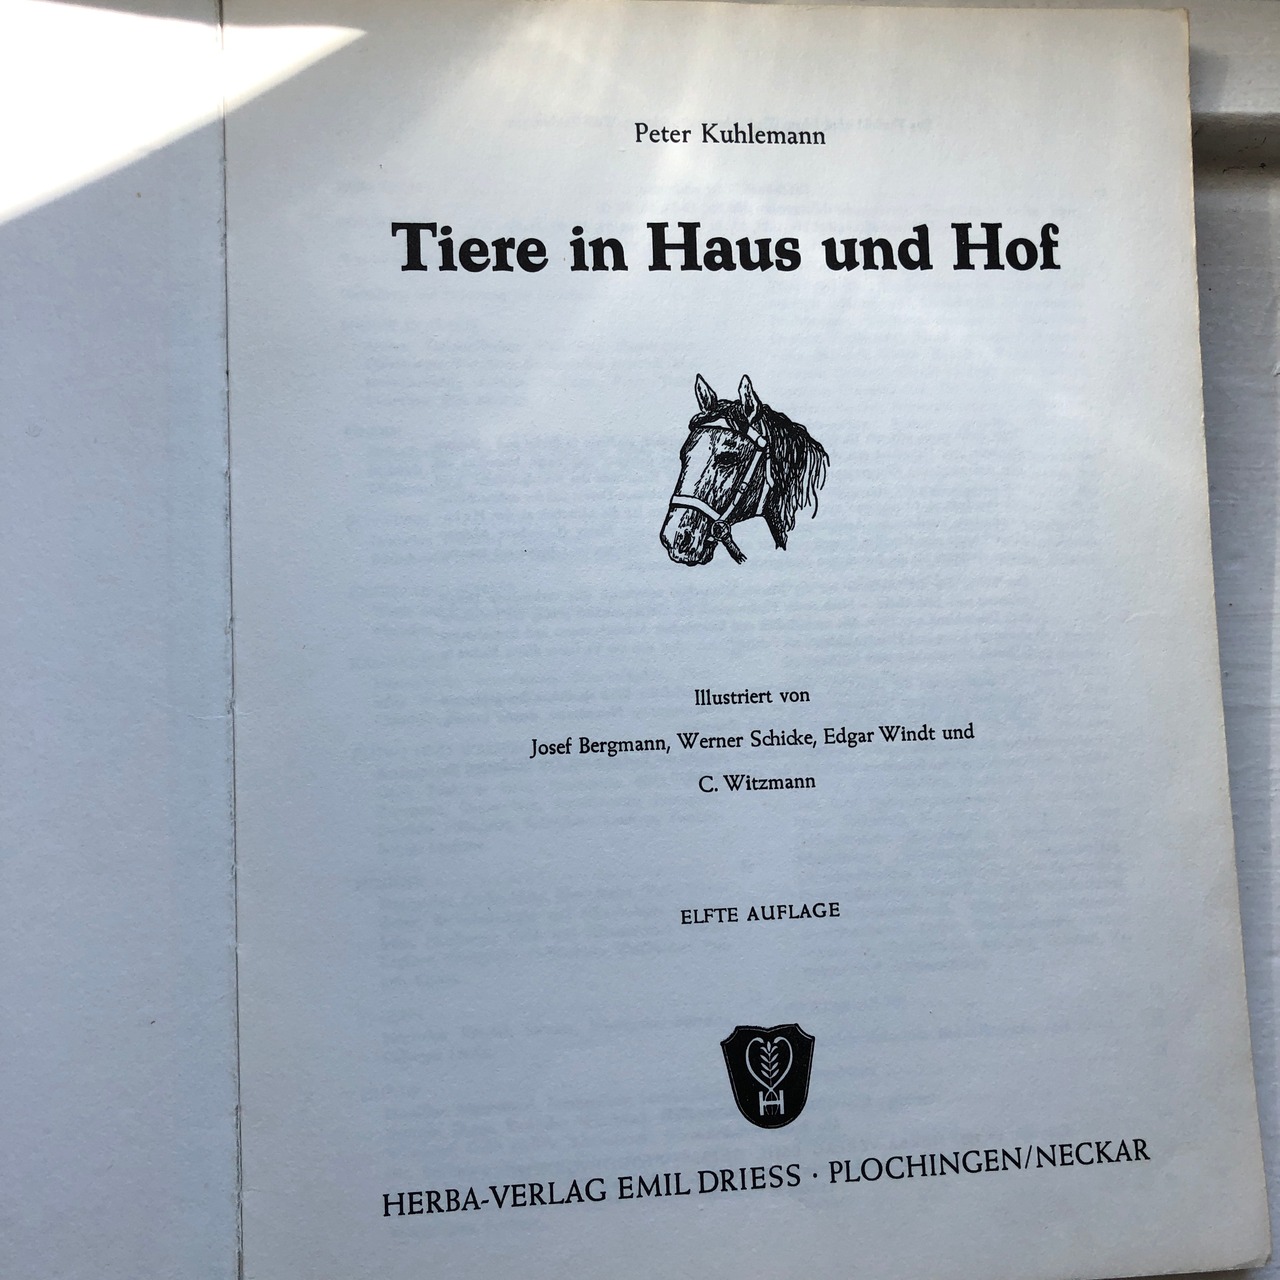 Peter Kuhlemann
Tiere in Haus und Hof
Illustriert von
Josef Bergmann, Werner Schicke, Edgar Windt und
C. Witzmann
ELFTE AUFLAGE
H
HERBA-VERLAG EMIL DRIESS · PLOCHINGEN/NECKAR